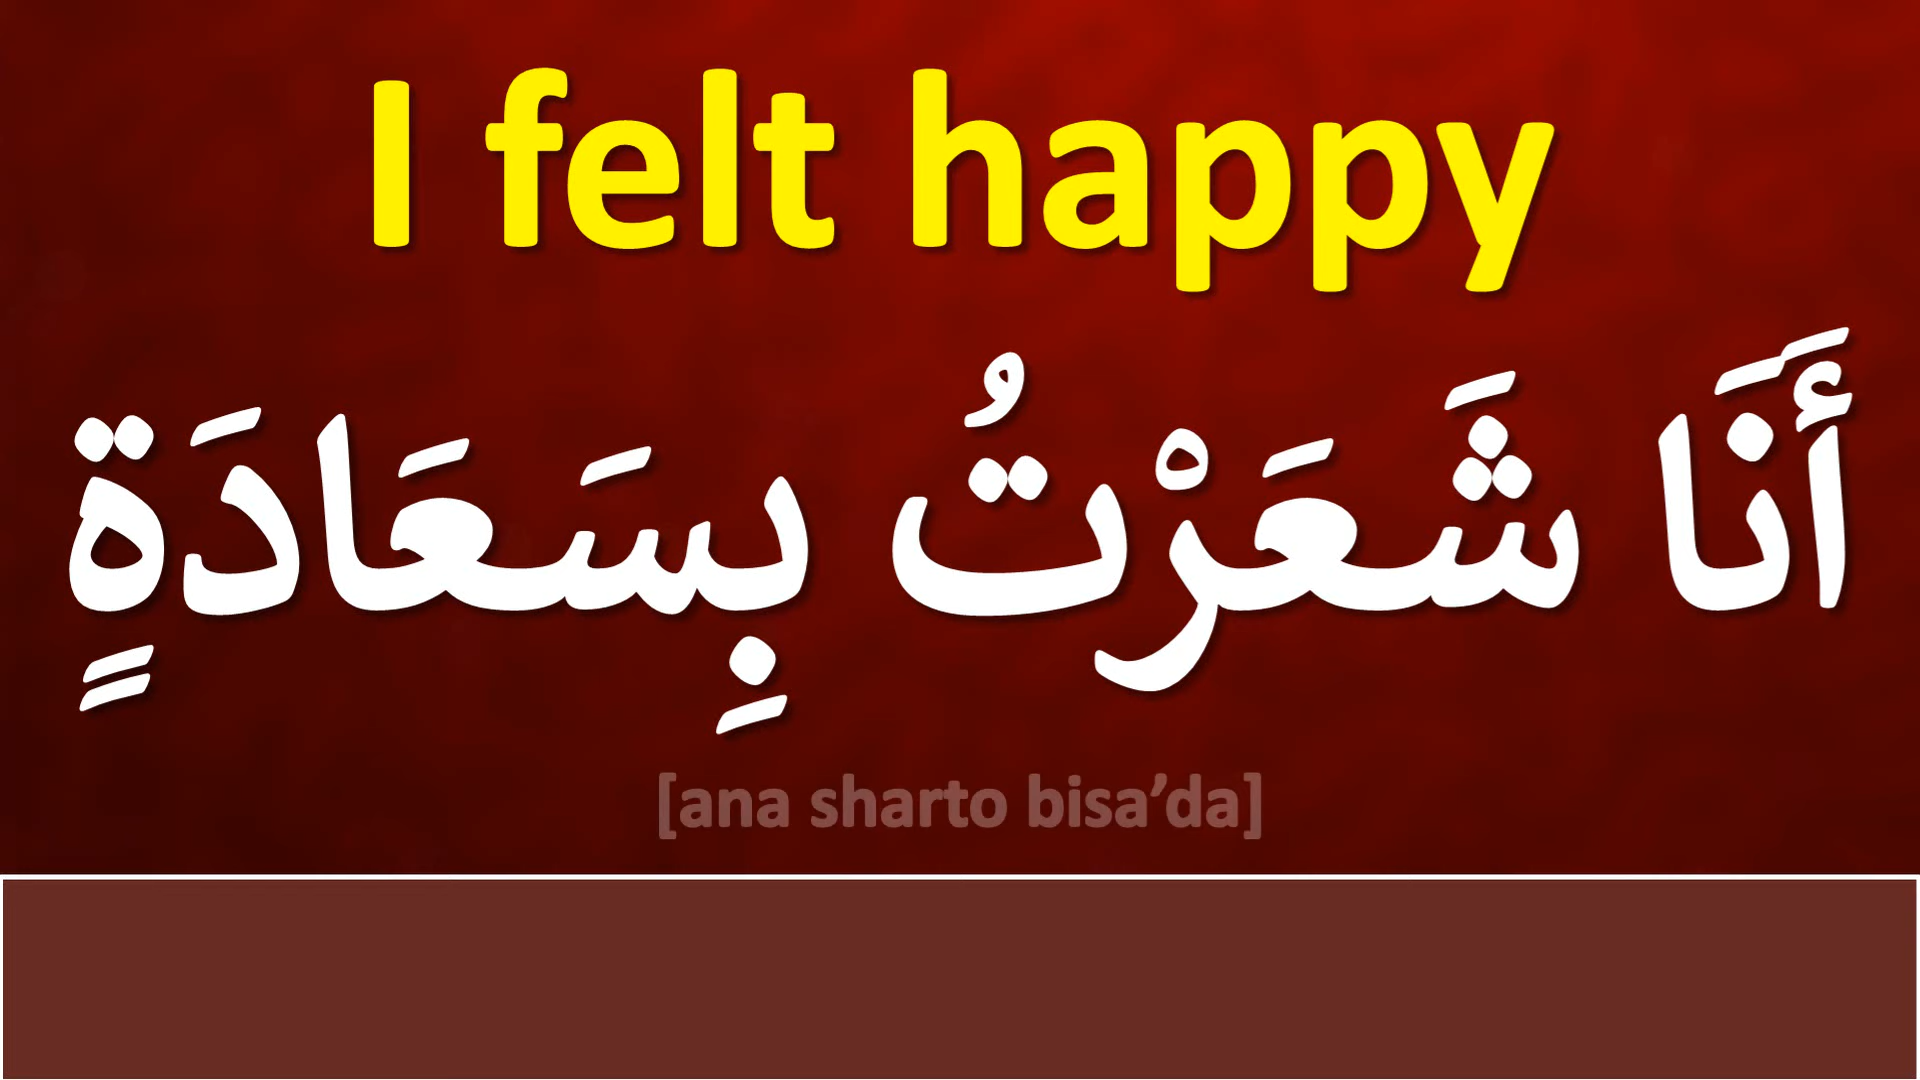 I felt happy
أَنَا شَعَرْتُ بِسَعَادَةٍ
[ana sharto bisa’da]